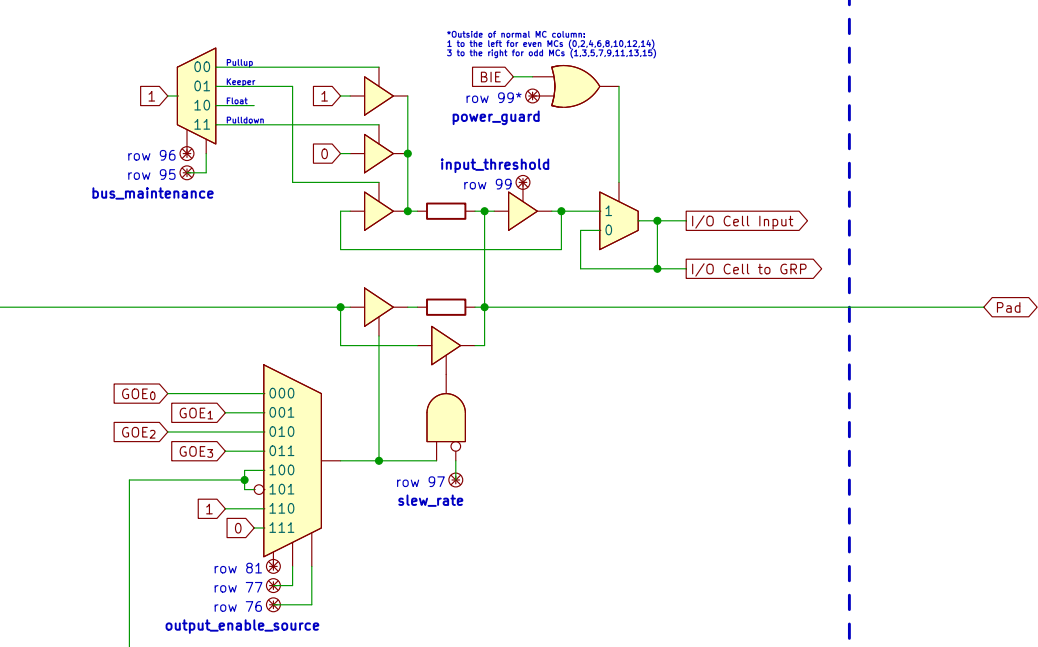 *Outside of normal MC column:
1 to the left for even MCs (0,2,4,6,8,10,12,14)
3 to the right for odd MCs (1,3,5,7,9,11,13,15)
00
Pullup
01
Keeper
10
Float
11
Pulldown
1
row 96
row 95
bus_maintenance
1
0
BIE
row 99*
power_guard
input_threshold
row 99
1
0
I/O Cell Input
I/O Cell to GRP
Pad
GOE0
000
GOE1
001
GOE2
010
GOE3
011
100
101
1
110
0
111
row 97
slew_rate
row 81
row 77
row 76
output_enable_source